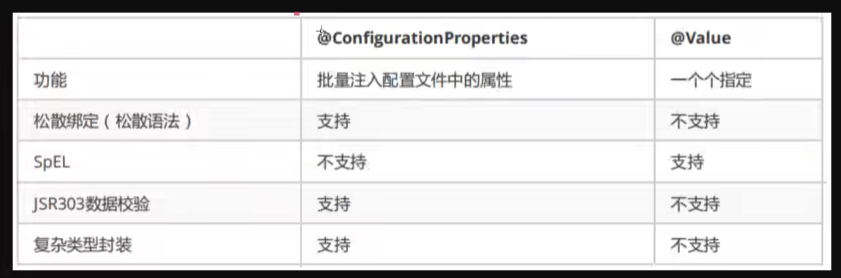 @ConfigurationProperties @Value
功能 批量注入配置文件中的属性 一个个指定
松散绑定（松散语法） 支持 不支持
SpEL 不支持 支持
JSR303数据校验 支持 不支持
复杂类型封装 支持 不支持